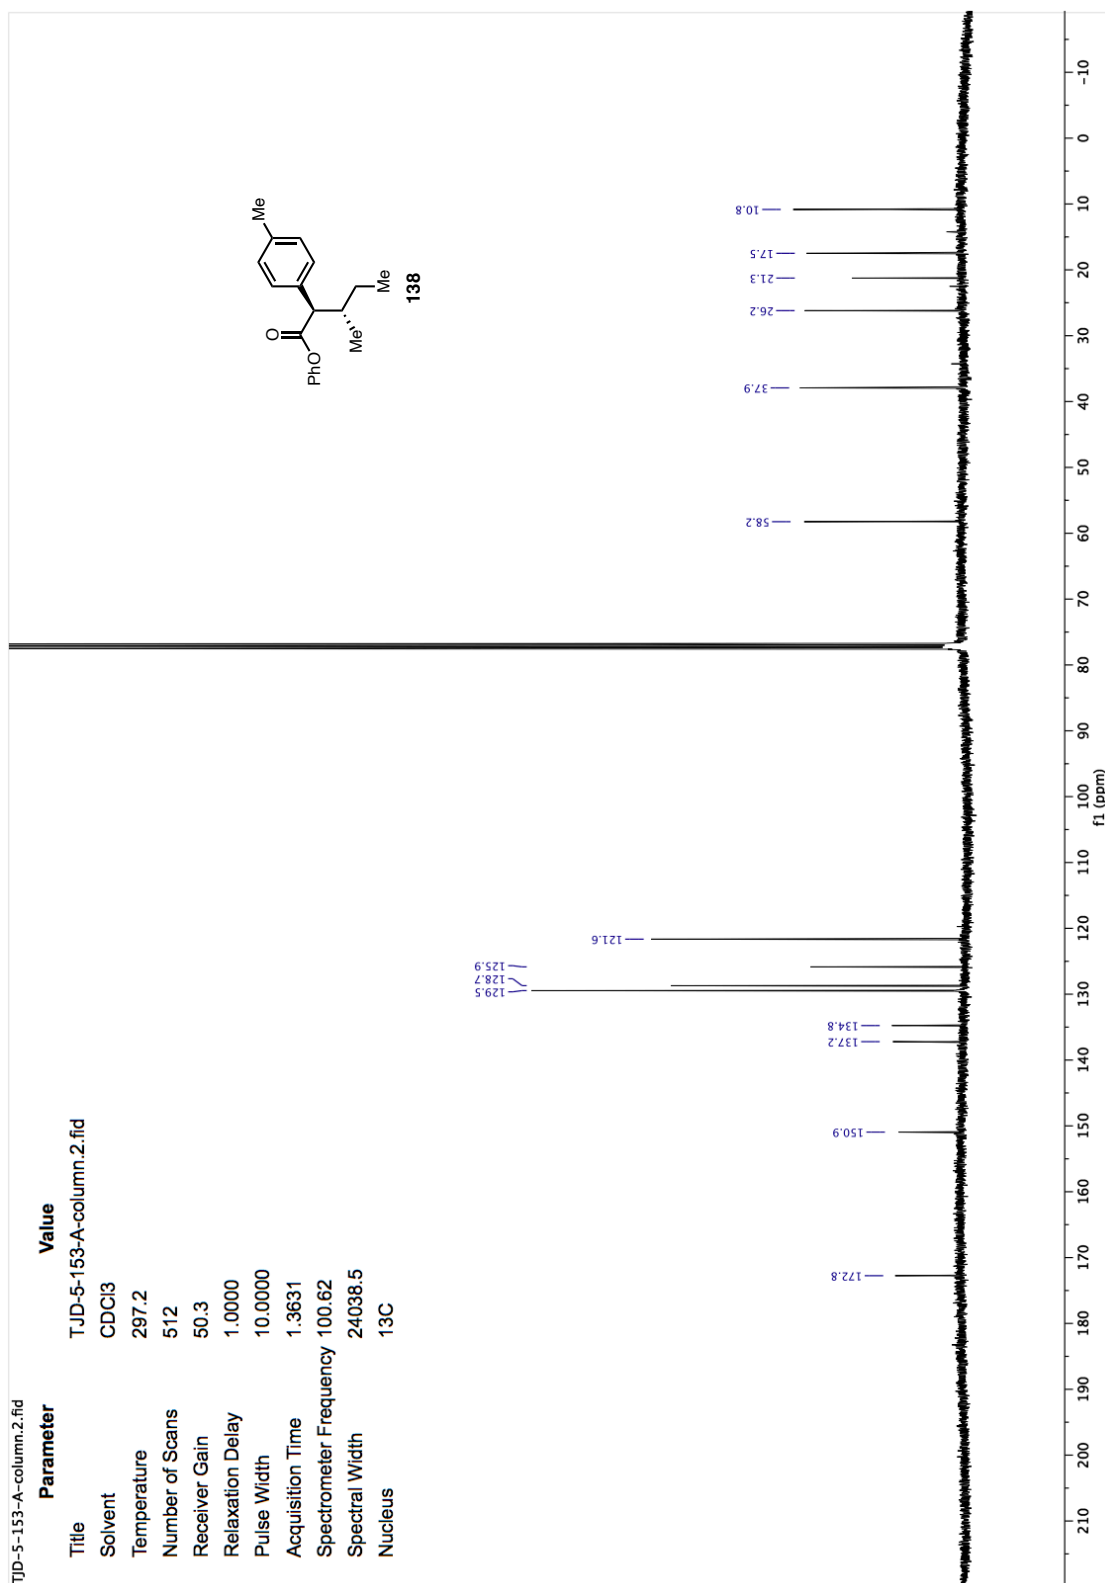 TJD-5-153-A-column.2.fid
Parameter Value
Title TJD-5-153-A-column.2.fid
Solvent CDCl3
Temperature 297.2
Number of Scans 512
Receiver Gain 50.3
Relaxation Delay 1.0000
Pulse Width 10.0000
Acquisition Time 1.3631
Spectrometer Frequency 100.62
Spectral Width 24038.5
Nucleus 13C
O
PhO
Me
Me
Me
138
172.8
150.9
137.2
134.8
129.5
128.7
125.9
121.6
58.2
37.9
26.2
21.3
17.5
10.8
210 200 190 180 170 160 150 140 130 120 110 100 90 80 70 60 50 40 30 20 10 0 -10
f1 (ppm)